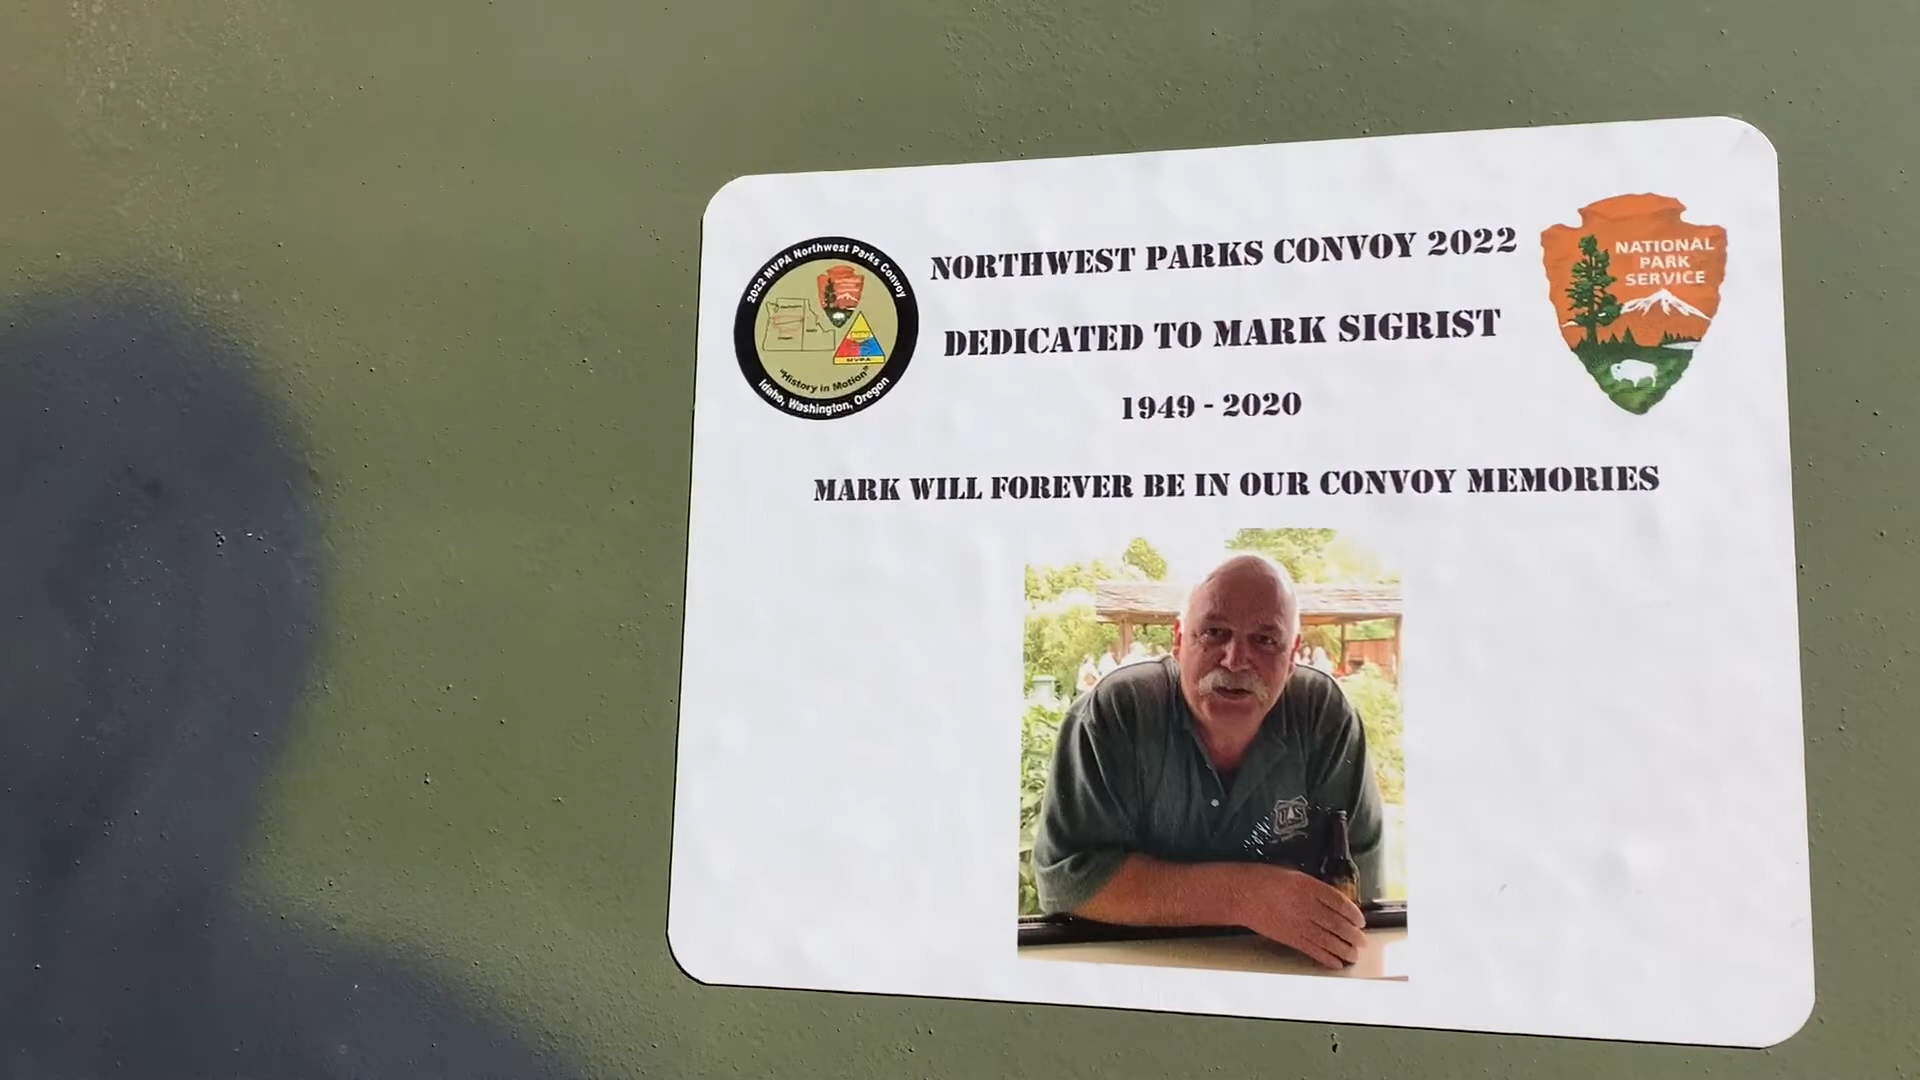 2022 MVPA Northwest Parks Convoy
"History in Motion"
Idaho, Washington, Oregon
MVPA
NORTHWEST PARKS CONVOY 2022
DEDICATED TO MARK SIGRIST
1949 - 2020
MARK WILL FOREVER BE IN OUR CONVOY MEMORIES
NATIONAL
PARK
SERVICE
UAS